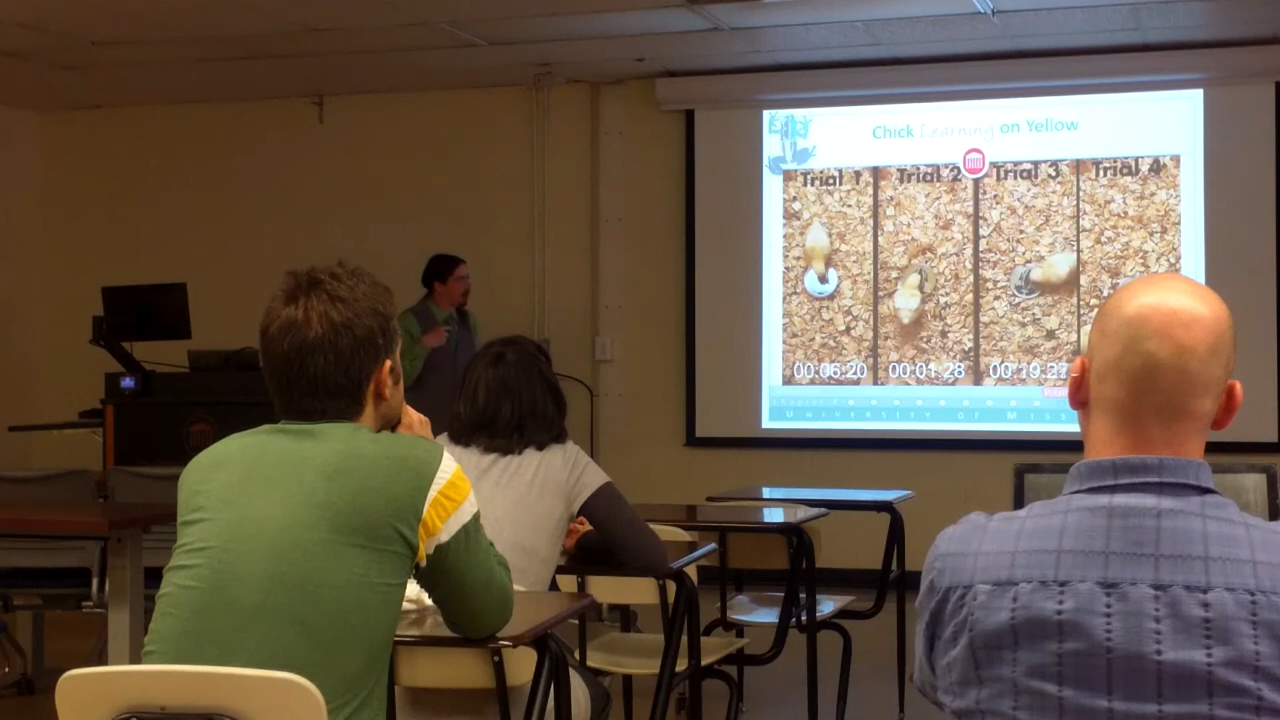 Chick Learning on Yellow
Trial 1 Trial 2 Trial 3 Trial 4
00:06.20 00:01.28
UNIVERSITY OF MISS